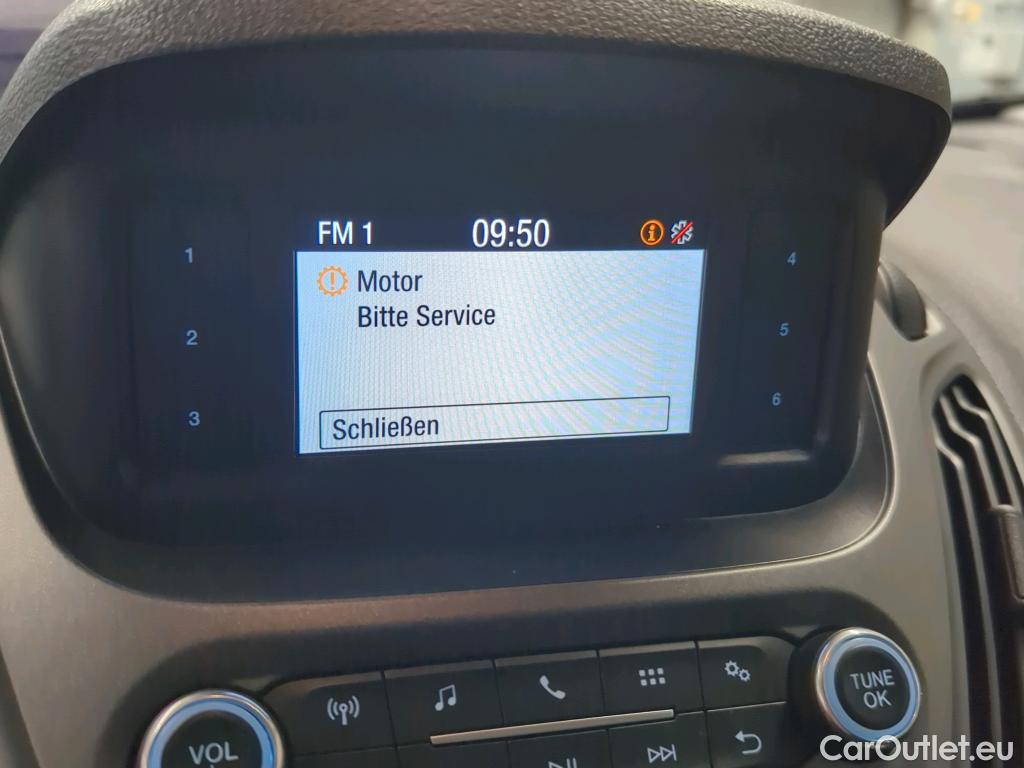 FM 1 09:50
Motor
Bitte Service
Schließen
1
2
3
4
5
6
VOL
TUNE
OK
CarOutlet.eu